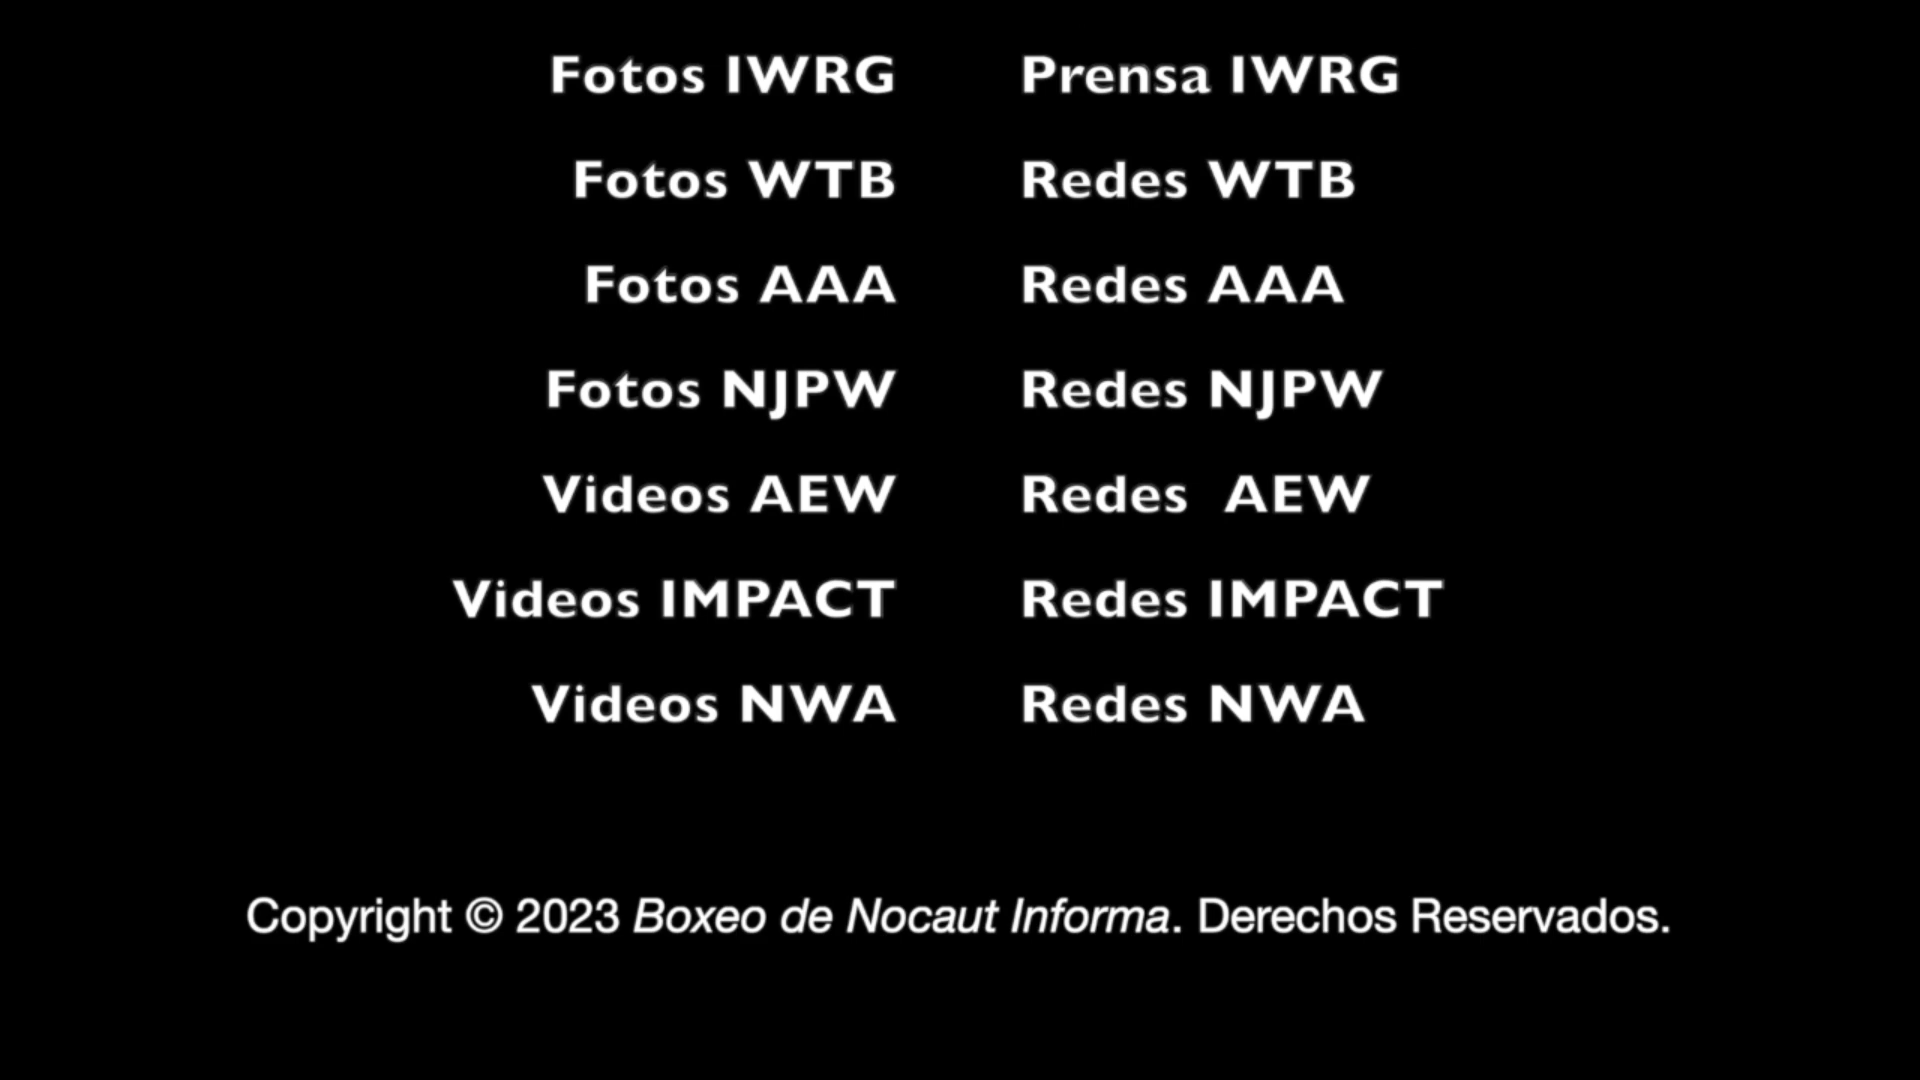 Fotos IWRG Prensa IWRG
Fotos WTB Redes WTB
Fotos AAA Redes AAA
Fotos NJPW Redes NJPW
Videos AEW Redes  AEW
Videos IMPACT Redes IMPACT
Videos NWA Redes NWA
Copyright © 2023 Boxeo de Nocaut Informa. Derechos Reservados.